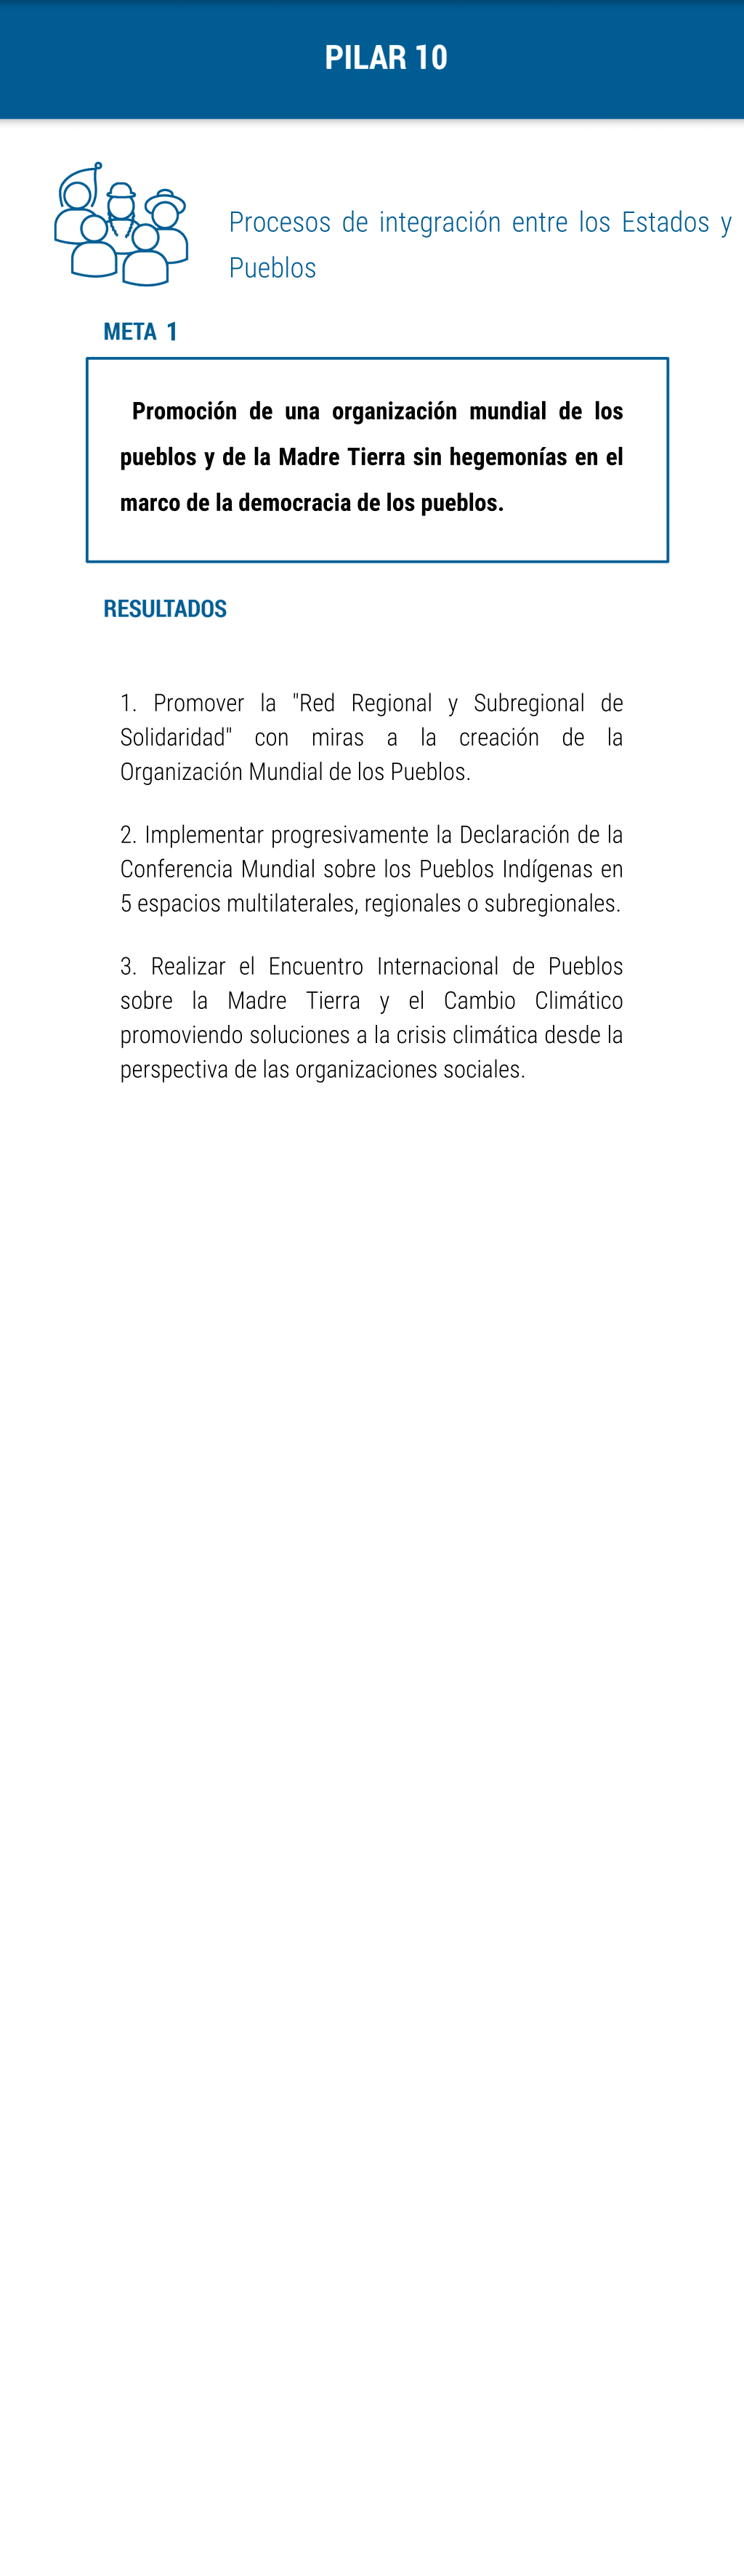 PILAR 10
Procesos de integración entre los Estados y
Pueblos
META 1
Promoción de una organización mundial de los
pueblos y de la Madre Tierra sin hegemonías en el
marco de la democracia de los pueblos.
RESULTADOS
1. Promover la "Red Regional y Subregional de
Solidaridad" con miras a la creación de la
Organización Mundial de los Pueblos.
2. Implementar progresivamente la Declaración de la
Conferencia Mundial sobre los Pueblos Indígenas en
5 espacios multilaterales, regionales o subregionales.
3. Realizar el Encuentro Internacional de Pueblos
sobre la Madre Tierra y el Cambio Climático
promoviendo soluciones a la crisis climática desde la
perspectiva de las organizaciones sociales.